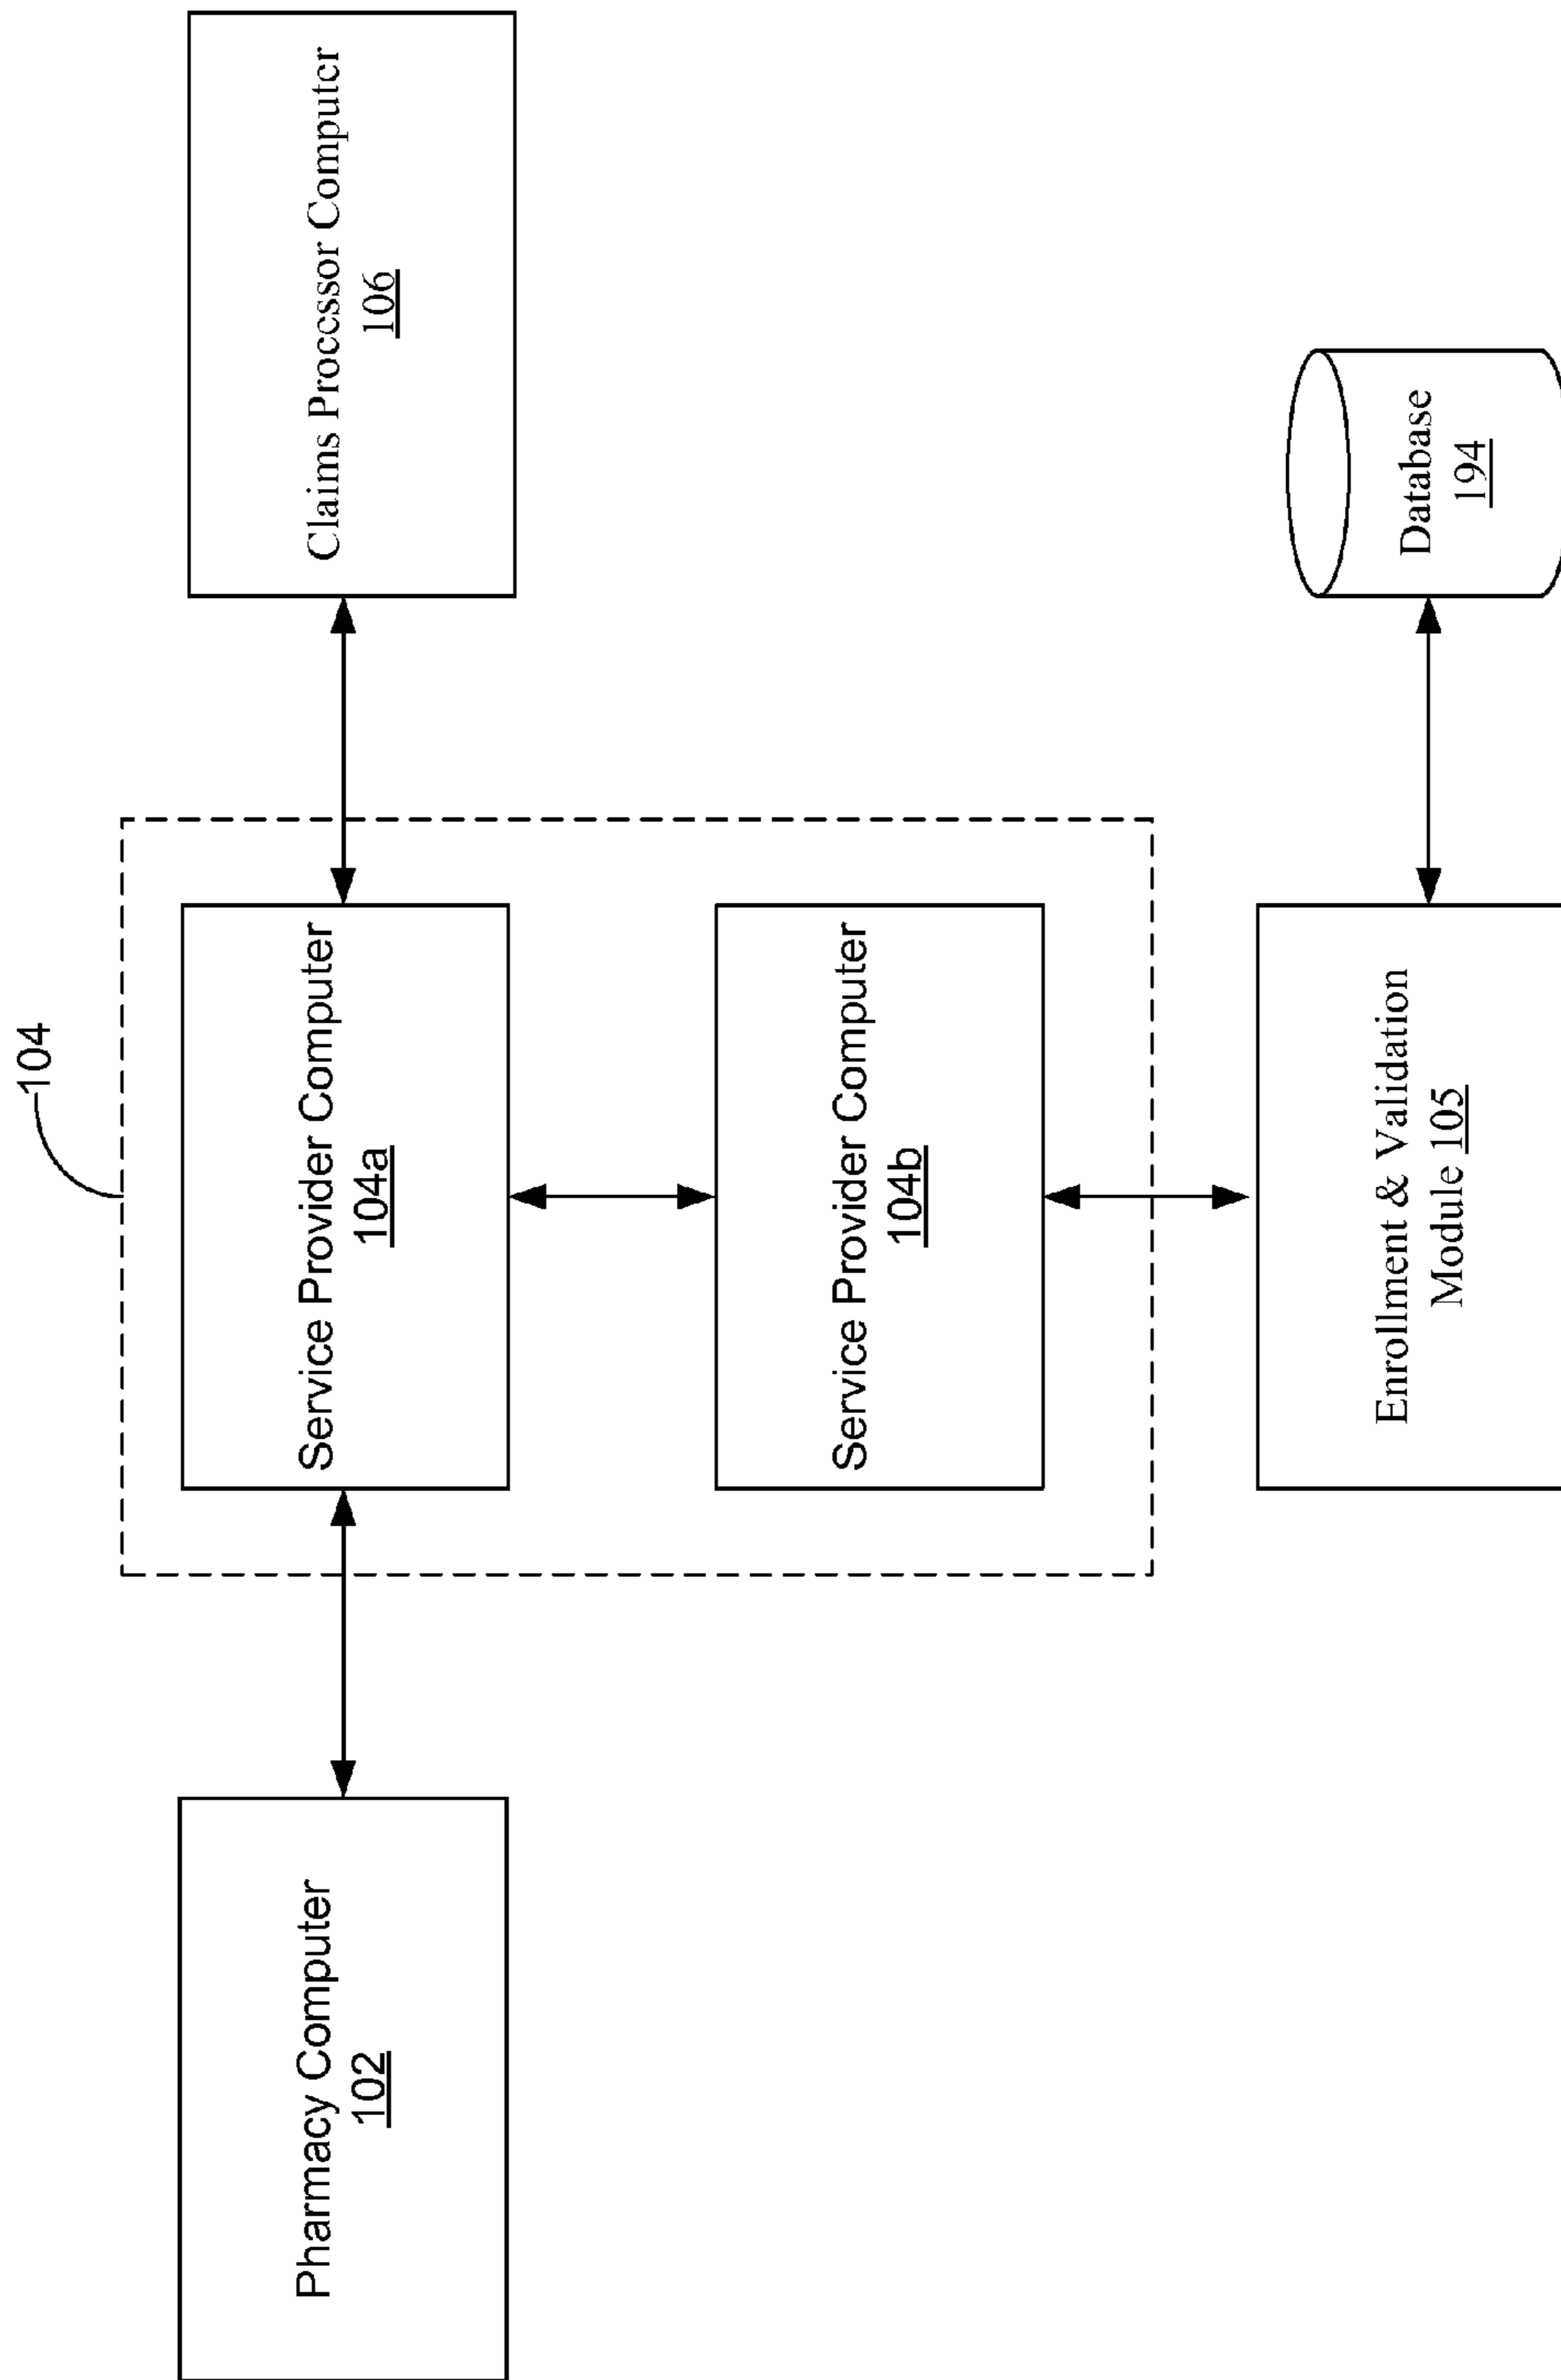 104
Pharmacy Computer
102
Service Provider Computer
104a
Claims Processor Computer
106
Service Provider Computer
104b
Enrollment & Validation
Module 105
Database
194